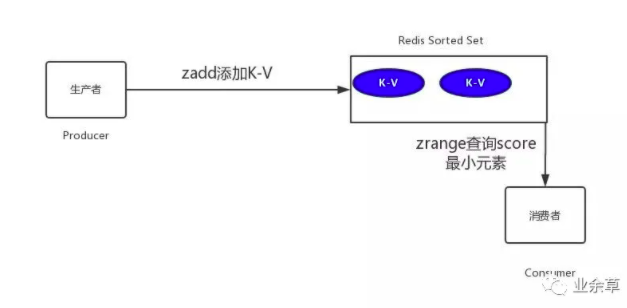 Redis Sorted Set
生产者
zadd添加K-V
K-V
K-V
Producer
zrange查询score
最小元素
消费者
Consumer
业余草